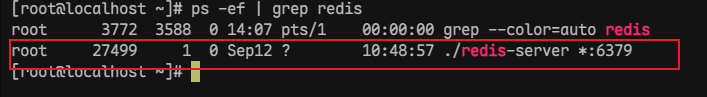 [root@localhost ~]# ps -ef | grep redis
root 3772 3588 0 14:07 pts/1 00:00:00 grep --color=auto redis
root 27499 1 0 Sep12 ? 10:48:57 ./redis-server *:6379
[root@localhost ~]#